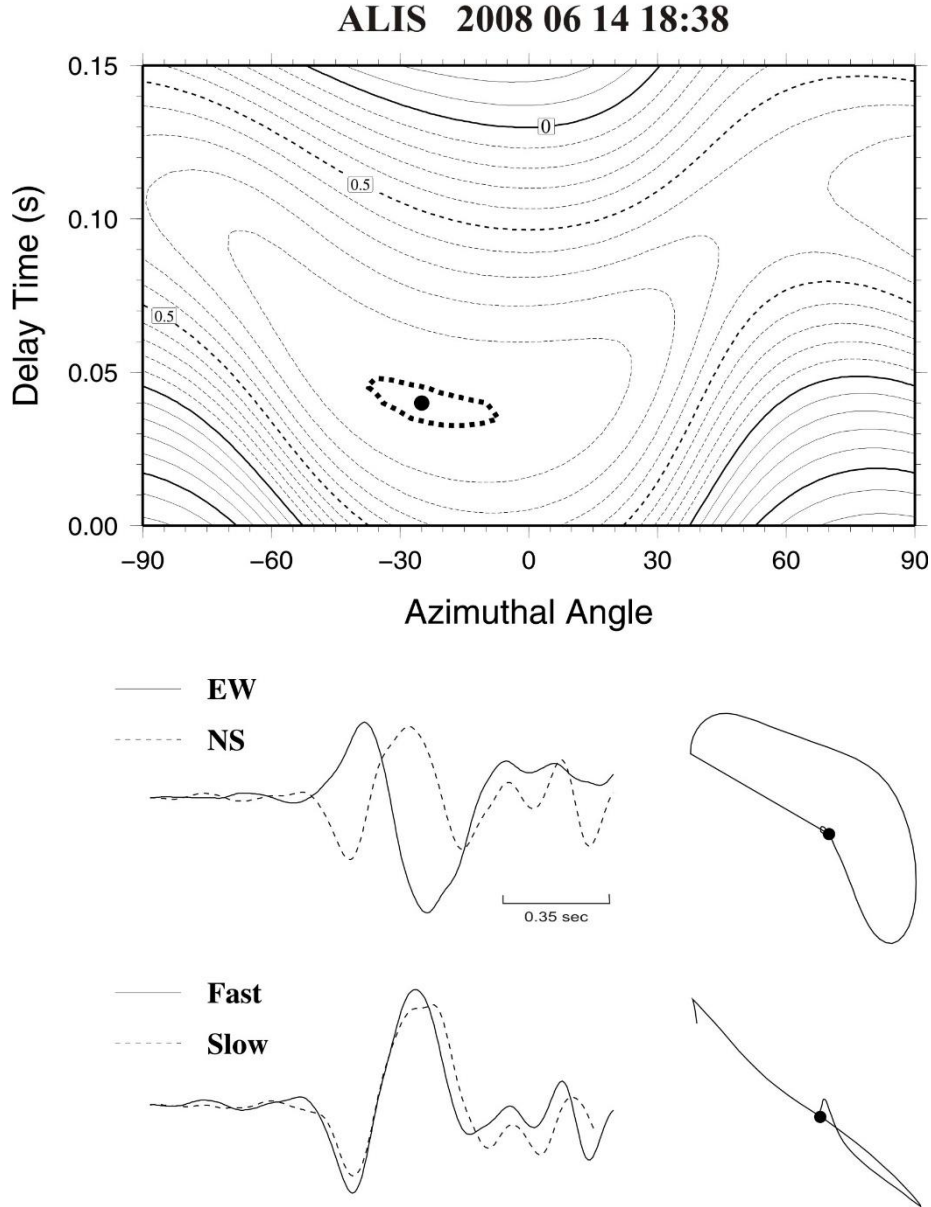 ALIS 2008 06 14 18:38
0.15
0
0.5
0.10
Delay Time (s)
0.5
0.05
0.00
−90 −60 −30 0 30 60 90
Azimuthal Angle
EW
NS
0.35 sec
Fast
Slow